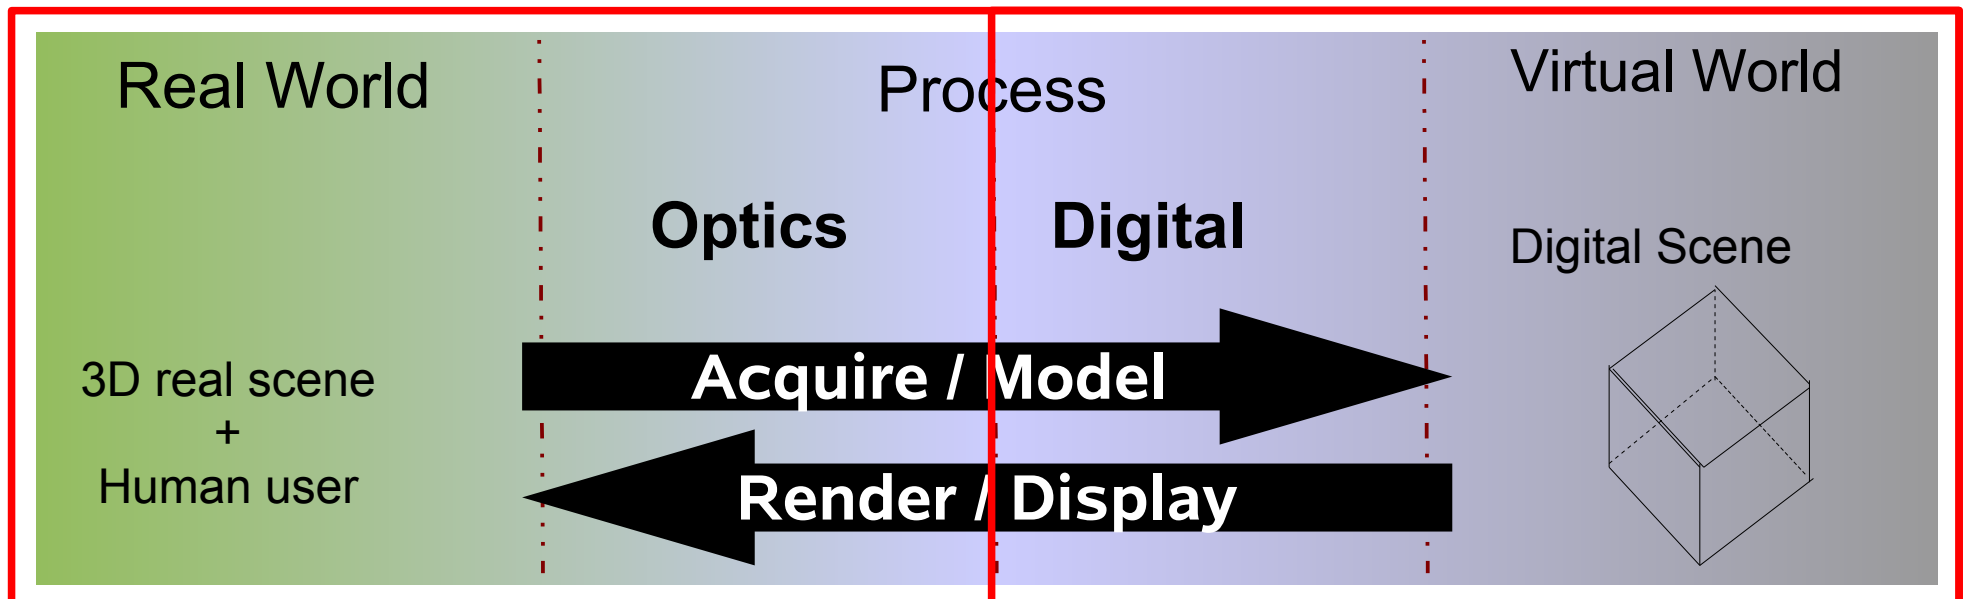 Real World
Process
Virtual World
Optics
Digital
Digital Scene
3D real scene
+
Human user
Acquire / Model
Render / Display